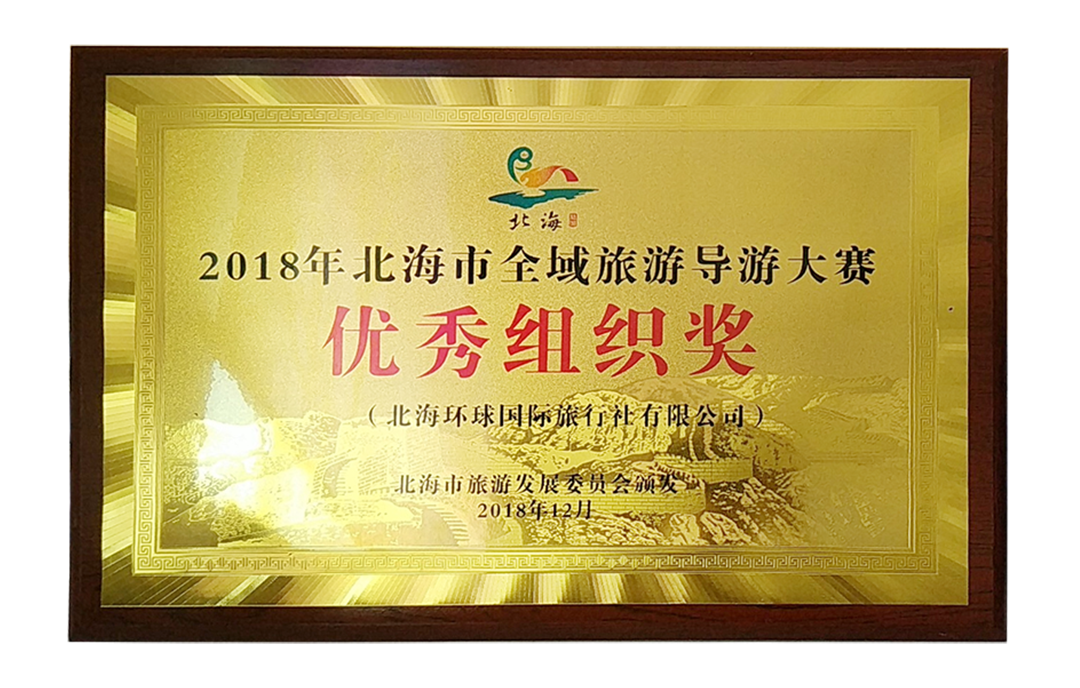 北海
2018年北海市全域旅游导游大赛
优秀组织奖
（北海环球国际旅行社有限公司）
北海市旅游发展委员会颁发
2018年12月